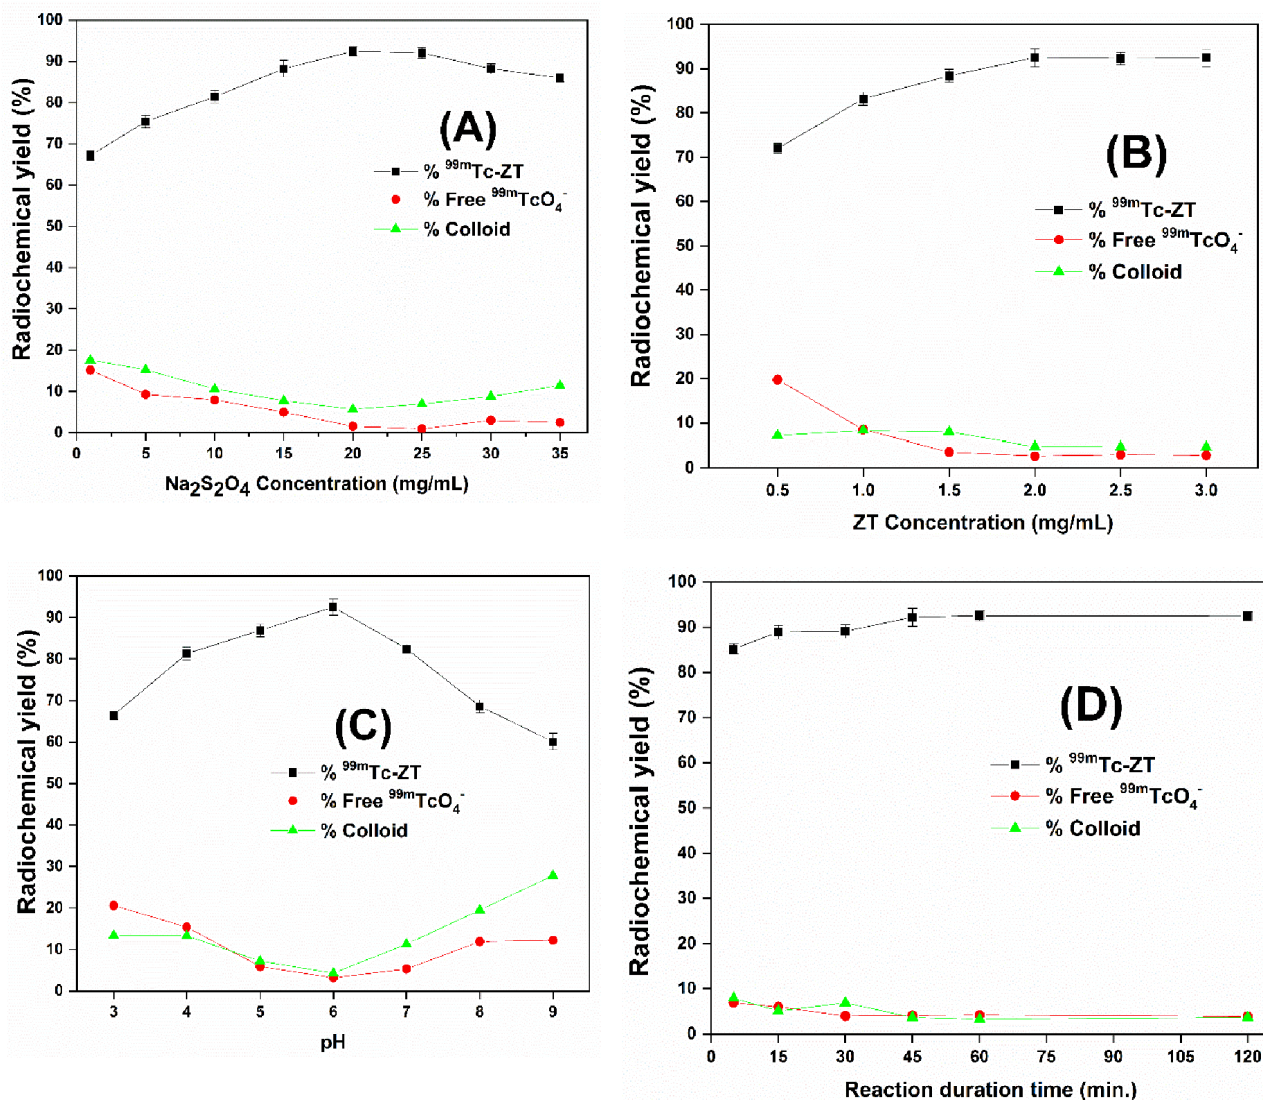 Radiochemical yield (%)
100
90
80
70
60
50
40
30
20
10
0
(A)
% ⁹⁹ᵐTc-ZT
% Free ⁹⁹ᵐTcO₄⁻
% Colloid
0 5 10 15 20 25 30 35
Na₂S₂O₄ Concentration (mg/mL)
Radiochemical yield (%)
100
90
80
70
60
50
40
30
20
10
0
(B)
% ⁹⁹ᵐTc-ZT
% Free ⁹⁹ᵐTcO₄⁻
% Colloid
0.5 1.0 1.5 2.0 2.5 3.0
ZT Concentration (mg/mL)
Radiochemical yield (%)
100
90
80
70
60
50
40
30
20
10
0
(C)
% ⁹⁹ᵐTc-ZT
% Free ⁹⁹ᵐTcO₄⁻
% Colloid
3 4 5 6 7 8 9
pH
Radiochemical yield (%)
100
90
80
70
60
50
40
30
20
10
0
(D)
% ⁹⁹ᵐTc-ZT
% Free ⁹⁹ᵐTcO₄⁻
% Colloid
0 15 30 45 60 75 90 105 120
Reaction duration time (min.)